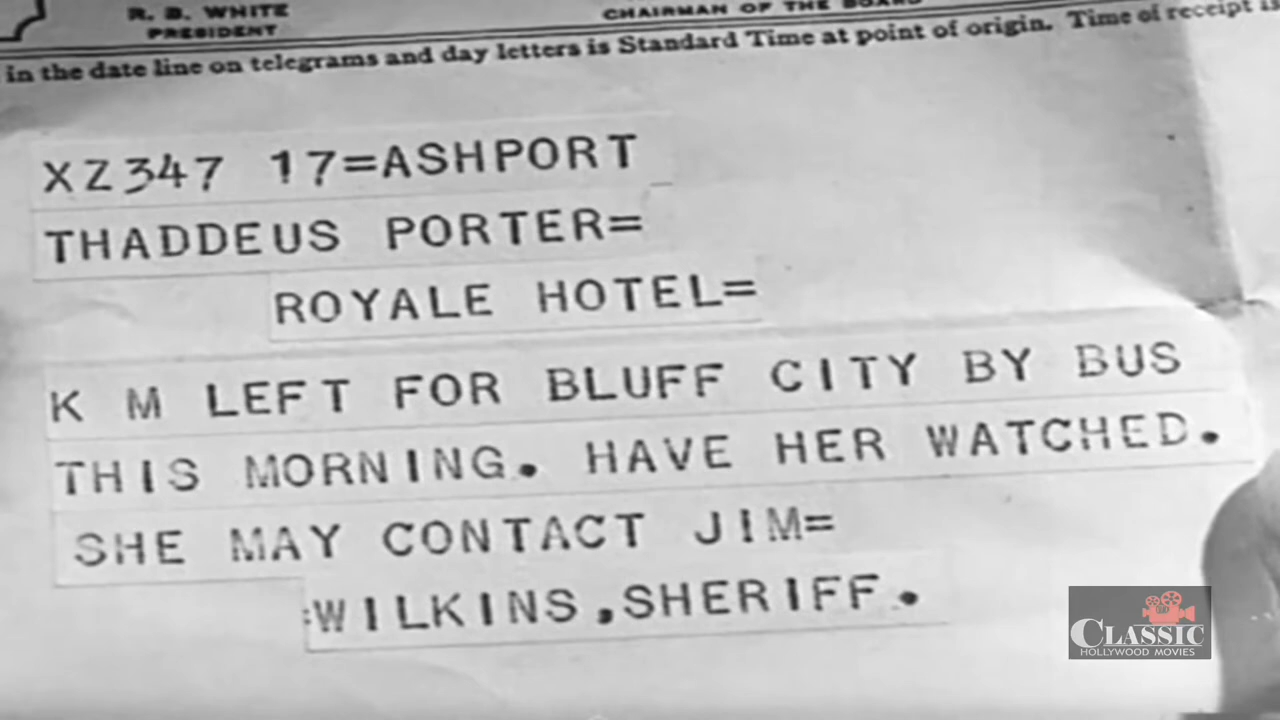 R. B. WHITE
PRESIDENT
CHAIRMAN OF THE BOARD
in the date line on telegrams and day letters is Standard Time at point of origin. Time of receipt is
XZ347 17=ASHPORT
THADDEUS PORTER=
ROYALE HOTEL=
K M LEFT FOR BLUFF CITY BY BUS
THIS MORNING. HAVE HER WATCHED.
SHE MAY CONTACT JIM=
:WILKINS,SHERIFF.
CLASSIC
HOLLYWOOD MOVIES